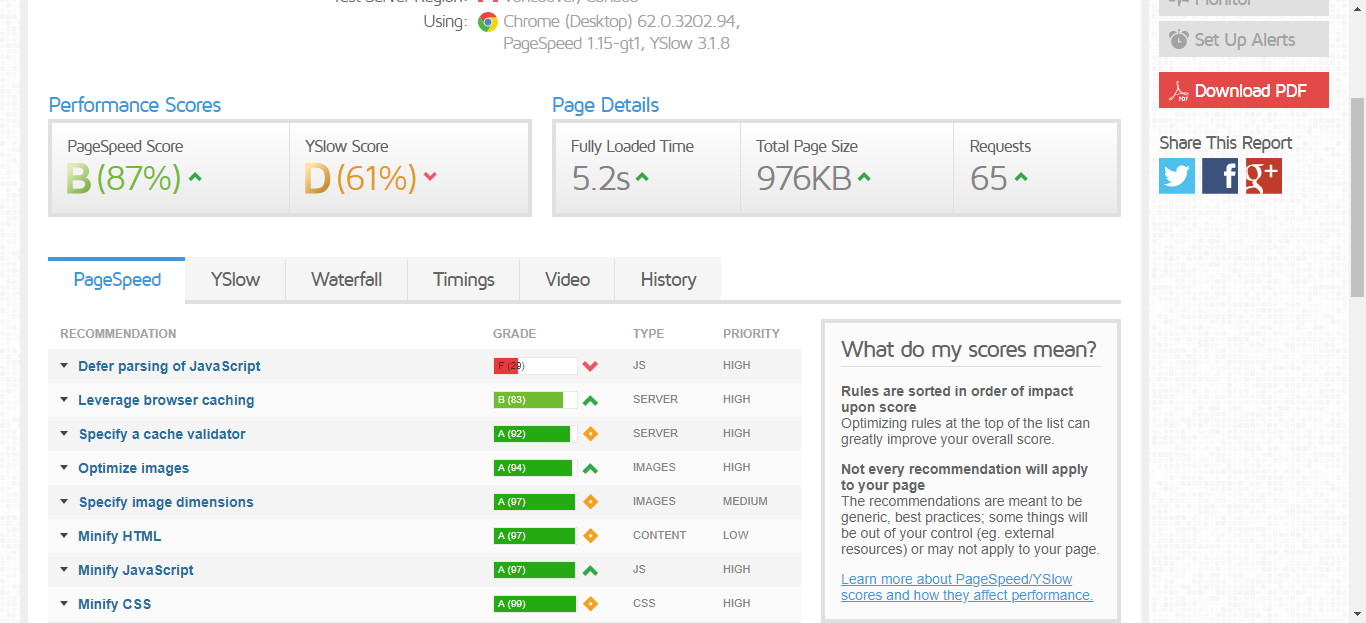 Test Server Region: Vancouver, Canada
Using: Chrome (Desktop) 62.0.3202.94,
PageSpeed 1.15-gt1, YSlow 3.1.8
Monitor
Set Up Alerts
Download PDF
Share This Report
Performance Scores
PageSpeed Score
B (87%)
YSlow Score
D (61%)
Page Details
Fully Loaded Time
5.2s
Total Page Size
976KB
Requests
65
PageSpeed YSlow Waterfall Timings Video History
RECOMMENDATION GRADE TYPE PRIORITY
Defer parsing of JavaScript F (29) JS HIGH
Leverage browser caching B (83) SERVER HIGH
Specify a cache validator A (92) SERVER HIGH
Optimize images A (94) IMAGES HIGH
Specify image dimensions A (97) IMAGES MEDIUM
Minify HTML A (97) CONTENT LOW
Minify JavaScript A (97) JS HIGH
Minify CSS A (99) CSS HIGH
What do my scores mean?
Rules are sorted in order of impact
upon score
Optimizing rules at the top of the list can
greatly improve your overall score.
Not every recommendation will apply
to your page
The recommendations are meant to be
generic, best practices; some things will
be out of your control (eg. external
resources) or may not apply to your page.
Learn more about PageSpeed/YSlow
scores and how they affect performance.